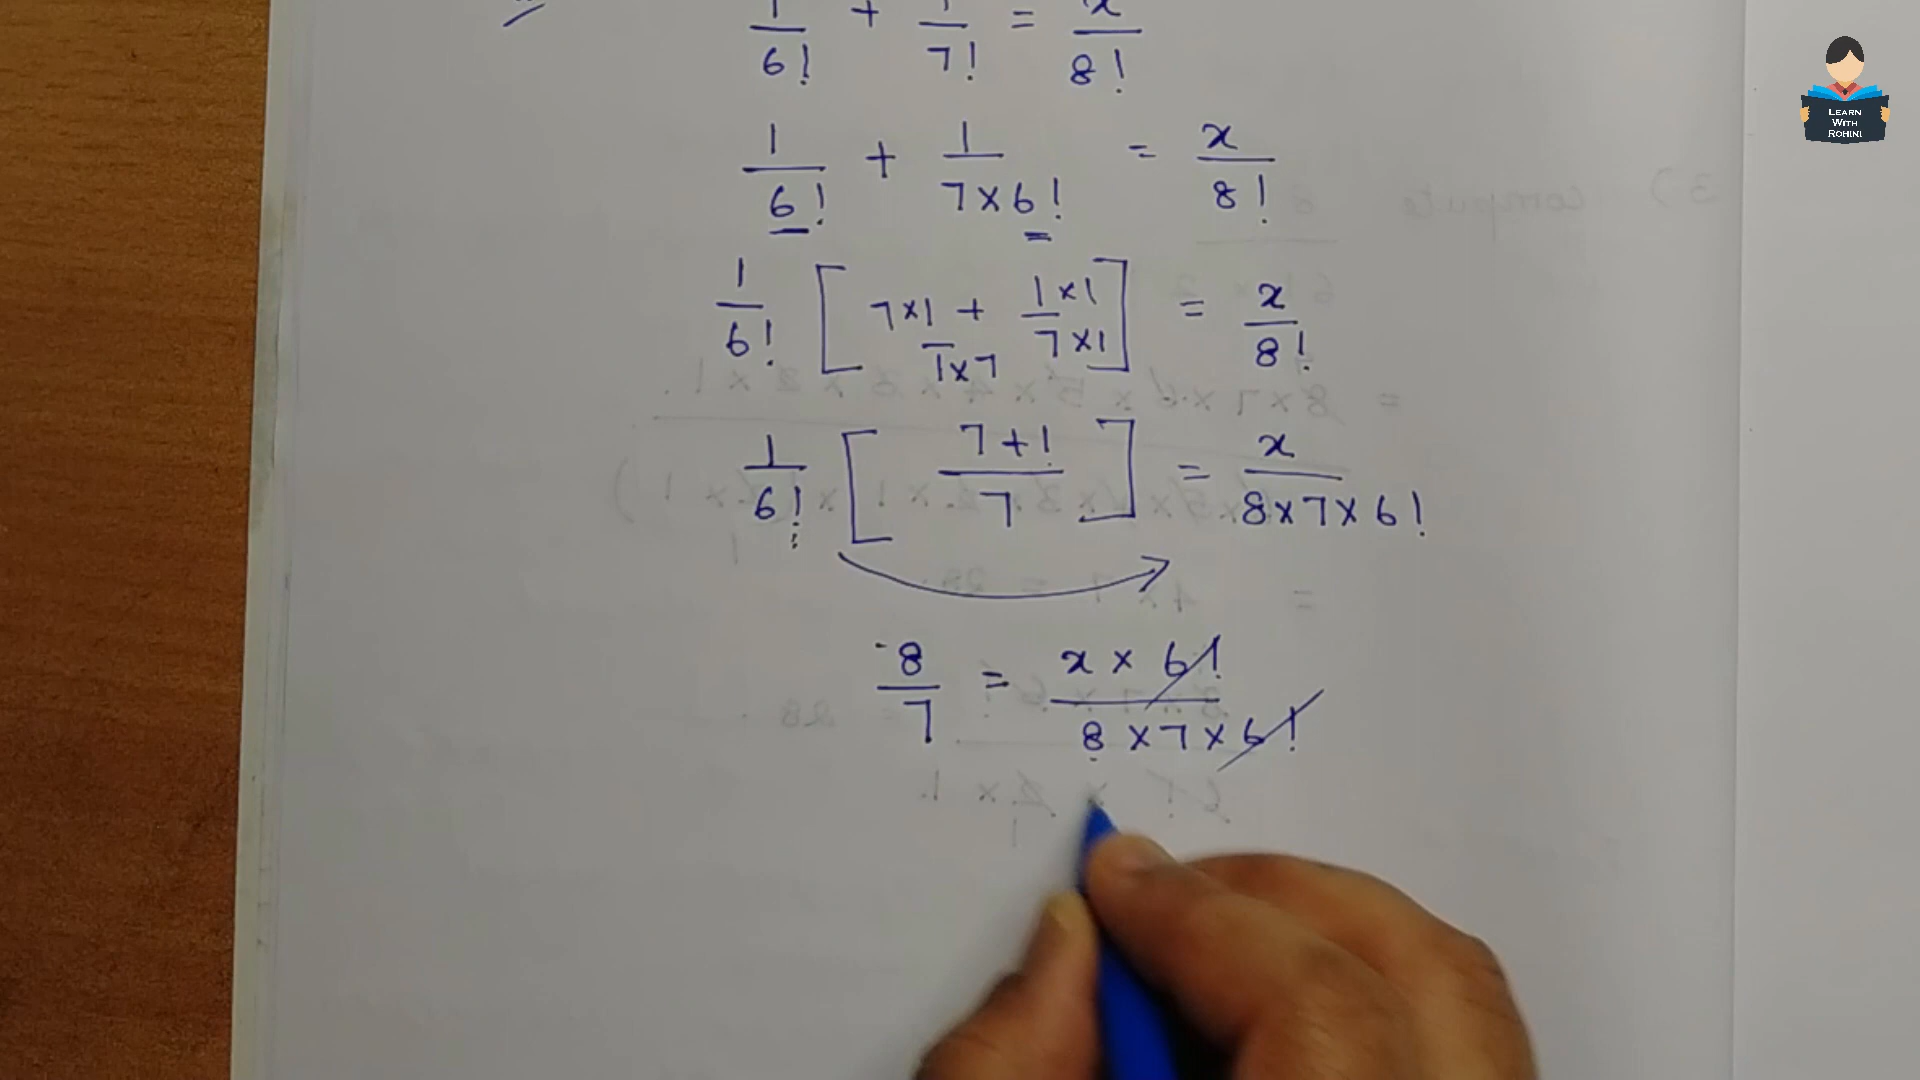 1/6! + 1/7! = x/8!
1/6! + 1/7×6! = x/8!
1/6! [ 7×1/1×7 + 1×1/7×1 ] = x/8!
1/6! [ 7+1/7 ] = x/8×7×6!
8/7 = x × 6!/8×7×6!
LEARN
WITH
ROHINI